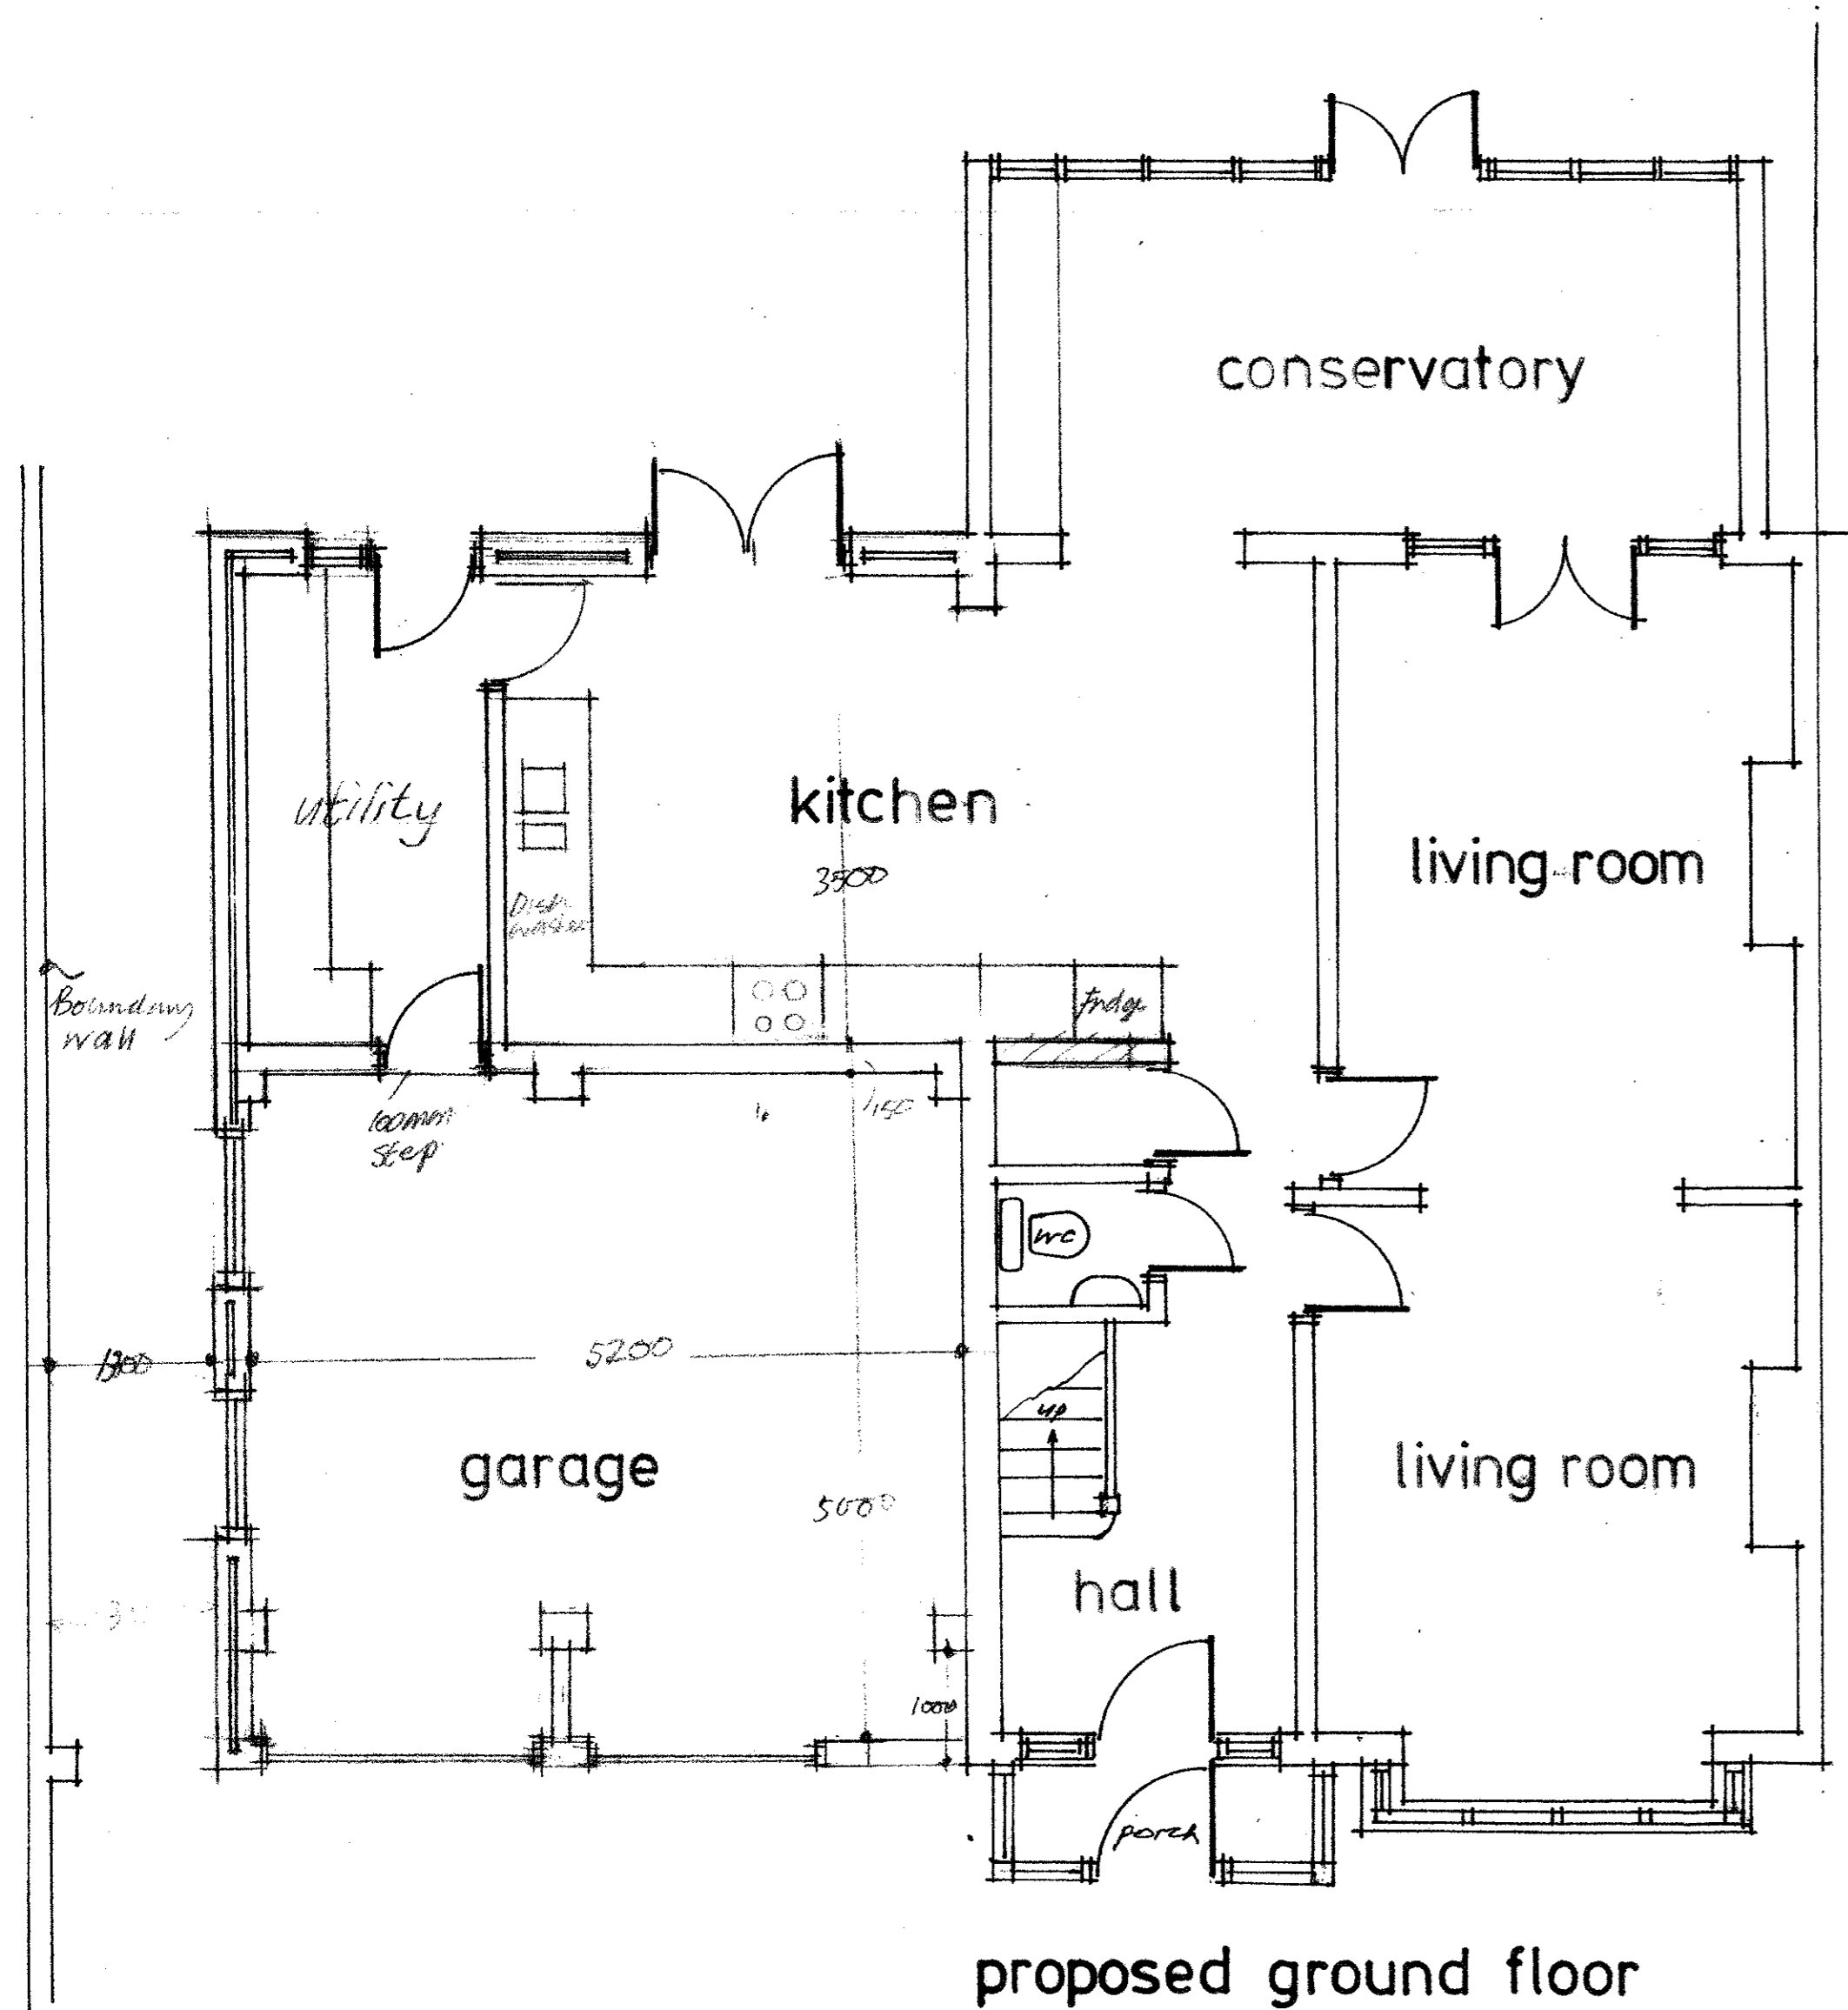 conservatory
utility
kitchen
3500
living room
Dish
washer
fridge
Boundary
wall
100mm
step
150
WC
5200
up
garage
living room
5000
hall
1000
porch
proposed ground floor